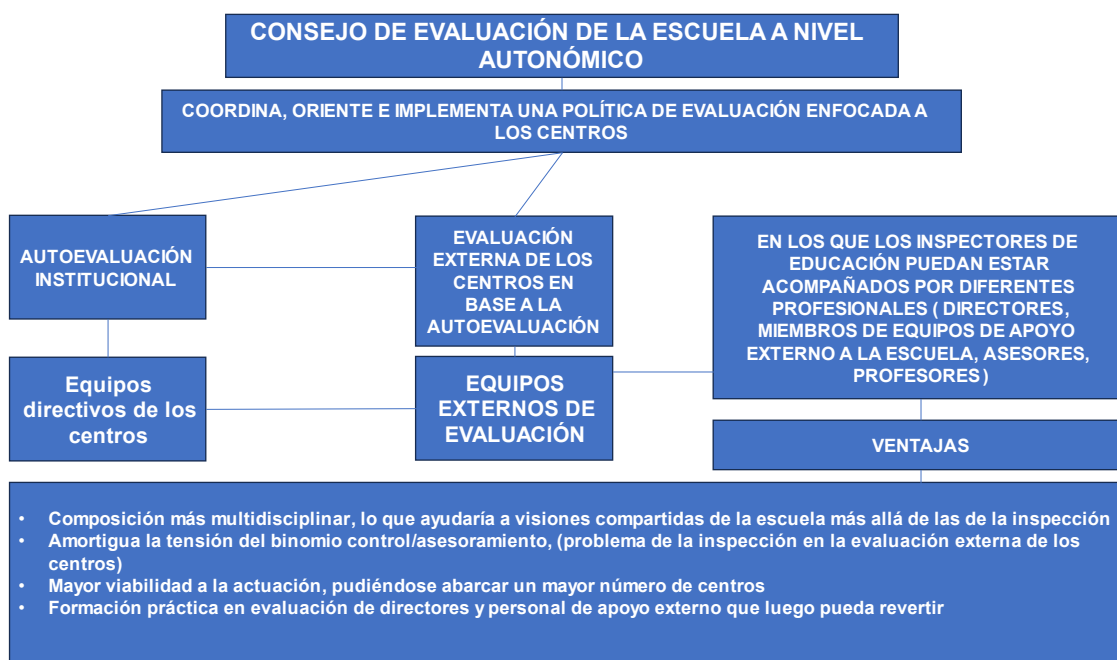 CONSEJO DE EVALUACIÓN DE LA ESCUELA A NIVEL
AUTONÓMICO
COORDINA, ORIENTE E IMPLEMENTA UNA POLÍTICA DE EVALUACIÓN ENFOCADA A
LOS CENTROS
AUTOEVALUACIÓN
INSTITUCIONAL
EVALUACIÓN
EXTERNA DE LOS
CENTROS EN
BASE A LA
AUTOEVALUACIÓN
EN LOS QUE LOS INSPECTORES DE
EDUCACIÓN PUEDAN ESTAR
ACOMPAÑADOS POR DIFERENTES
PROFESIONALES ( DIRECTORES,
MIEMBROS DE EQUIPOS DE APOYO
EXTERNO A LA ESCUELA, ASESORES,
PROFESORES )
Equipos
directivos de los
centros
EQUIPOS
EXTERNOS DE
EVALUACIÓN
VENTAJAS
• Composición más multidisciplinar, lo que ayudaría a visiones compartidas de la escuela más allá de las de la inspección
• Amortigua la tensión del binomio control/asesoramiento, (problema de la inspección en la evaluación externa de los
centros)
• Mayor viabilidad a la actuación, pudiéndose abarcar un mayor número de centros
• Formación práctica en evaluación de directores y personal de apoyo externo que luego pueda revertir